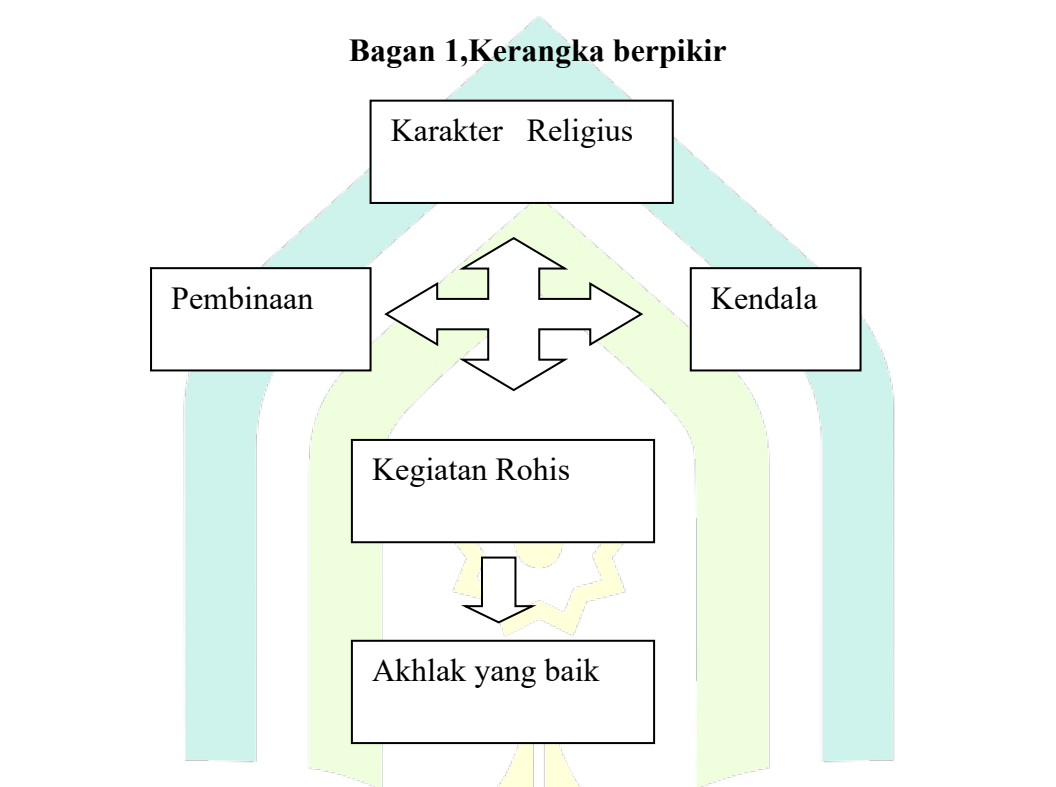 Bagan 1,Kerangka berpikir
Karakter Religius
Pembinaan
Kendala
Kegiatan Rohis
Akhlak yang baik